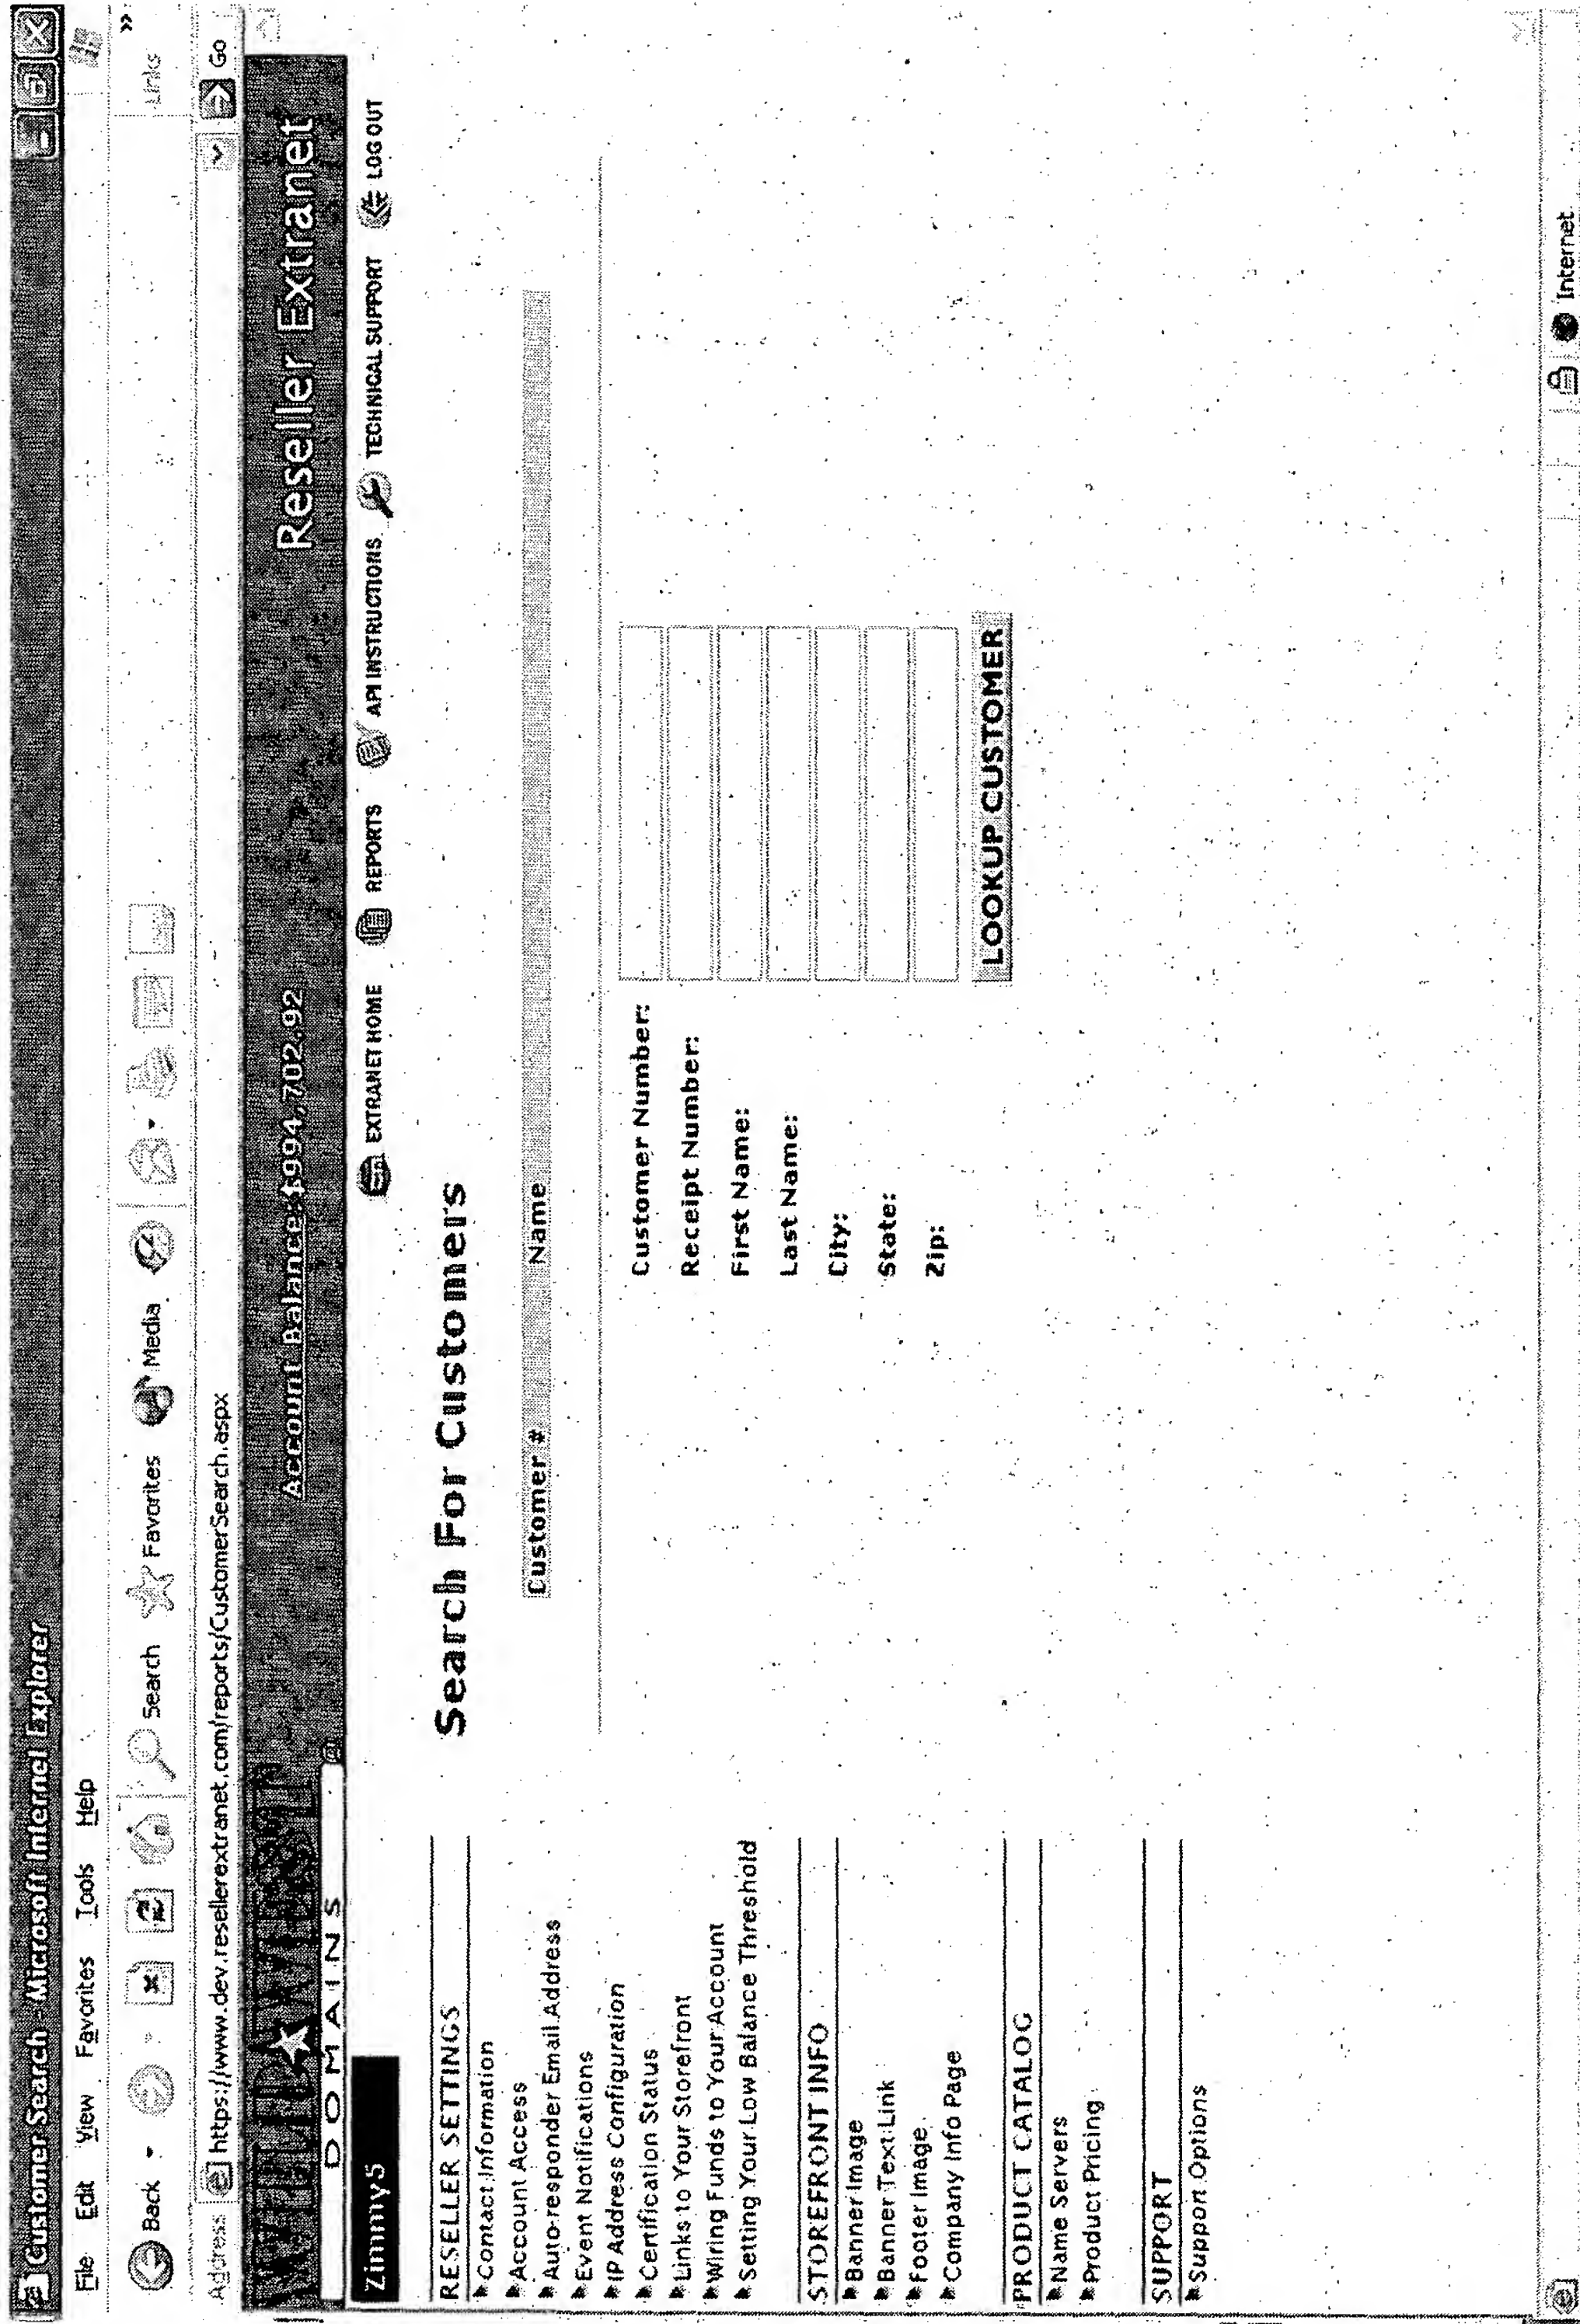 Customer Search - Microsoft Internet Explorer
File Edit View Favorites Tools Help
Back Search Favorites Media
Links »
Address https://www.dev.resellerextranet.com/reports/CustomerSearch.aspx Go
WILD WEST
DOMAINS
Account Balance: $994,702.92
Reseller Extranet
Zimmy5
EXTRANET HOME REPORTS API INSTRUCTIONS TECHNICAL SUPPORT LOG OUT
RESELLER SETTINGS
Contact Information
Account Access
Auto-responder Email Address
Event Notifications
IP Address Configuration
Certification Status
Links to Your Storefront
Wiring Funds to Your Account
Setting Your Low Balance Threshold
STOREFRONT INFO
Banner Image
Banner Text Link
Footer Image
Company Info Page
PRODUCT CATALOG
Name Servers
Product Pricing
SUPPORT
Support Options
Search For Customers
Customer # Name
Customer Number:
Receipt Number:
First Name:
Last Name:
City:
State:
Zip:
LOOKUP CUSTOMER
Internet